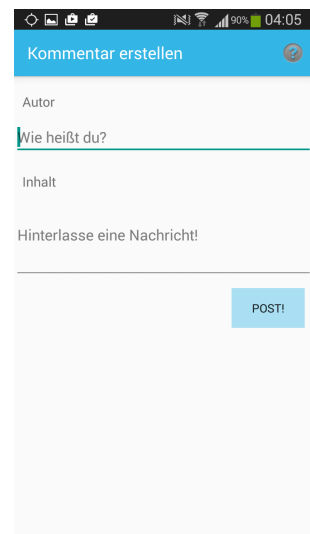 90% 04:05
Kommentar erstellen
?
Autor
Wie heißt du?
Inhalt
Hinterlasse eine Nachricht!
POST!